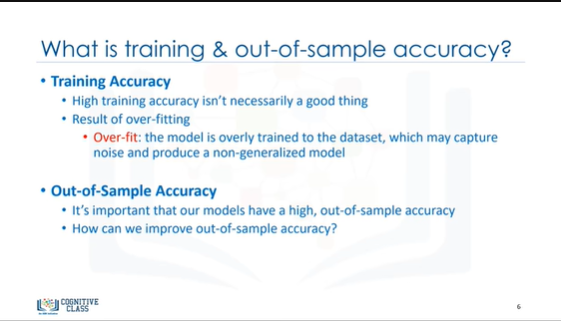 What is training & out-of-sample accuracy?
• Training Accuracy
• High training accuracy isn't necessarily a good thing
• Result of over-fitting
• Over-fit: the model is overly trained to the dataset, which may capture
noise and produce a non-generalized model
• Out-of-Sample Accuracy
• It's important that our models have a high, out-of-sample accuracy
• How can we improve out-of-sample accuracy?
COGNITIVE
CLASS
6